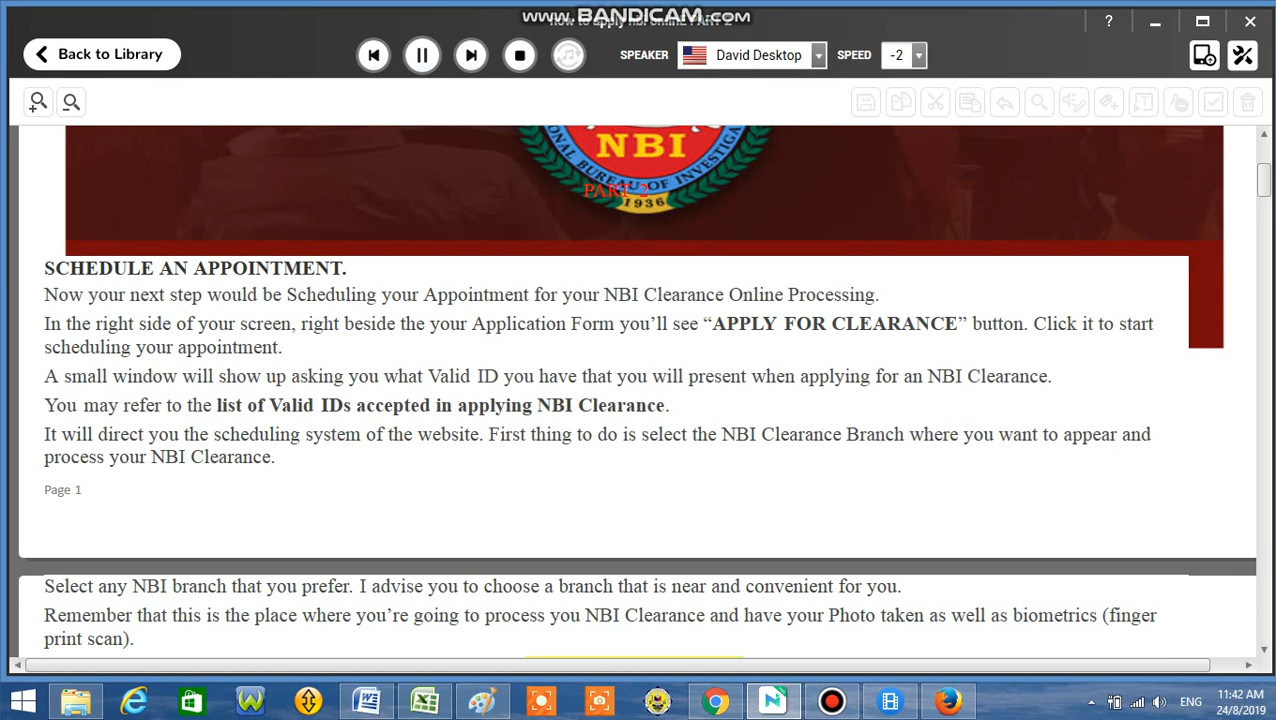 www.BANDICAM.com
how to apply nbi online PART 2
Back to Library
SPEAKER David Desktop SPEED -2
NBI
PART 2
1936
SCHEDULE AN APPOINTMENT.
Now your next step would be Scheduling your Appointment for your NBI Clearance Online Processing.
In the right side of your screen, right beside the your Application Form you’ll see “APPLY FOR CLEARANCE” button. Click it to start
scheduling your appointment.
A small window will show up asking you what Valid ID you have that you will present when applying for an NBI Clearance.
You may refer to the list of Valid IDs accepted in applying NBI Clearance.
It will direct you the scheduling system of the website. First thing to do is select the NBI Clearance Branch where you want to appear and
process your NBI Clearance.
Page 1
Select any NBI branch that you prefer. I advise you to choose a branch that is near and convenient for you.
Remember that this is the place where you’re going to process you NBI Clearance and have your Photo taken as well as biometrics (finger
print scan).
ENG
11:42 AM
24/8/2019